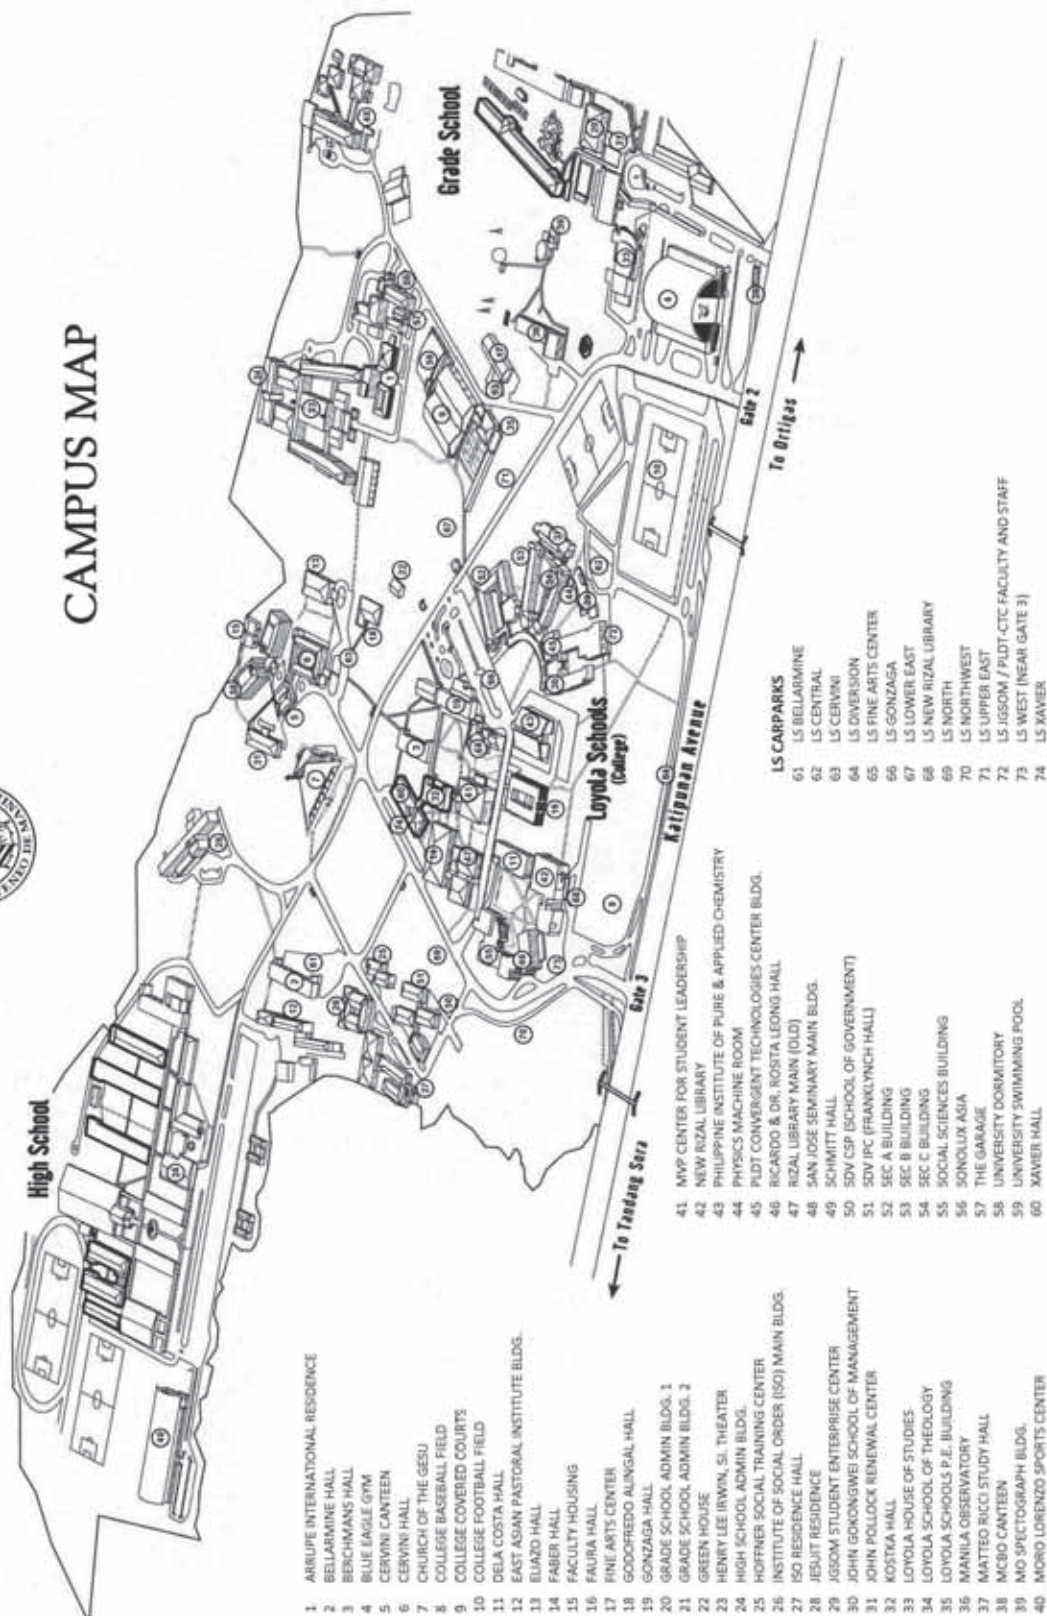 CAMPUS MAP
ATENEO DE MANILA
High School
Grade School
Loyola Schools
(College)
Katipunan Avenue
Gate 2
Gate 3
To Ortigas
To Tandang Sora
1 ARRUPE INTERNATIONAL RESIDENCE
2 BELLARMINE HALL
3 BERCHMANS HALL
4 BLUE EAGLE GYM
5 CERVINI CANTEEN
6 CERVINI HALL
7 CHURCH OF THE GESU
8 COLLEGE BASEBALL FIELD
9 COLLEGE COVERED COURTS
10 COLLEGE FOOTBALL FIELD
11 DELA COSTA HALL
12 EAST ASIAN PASTORAL INSTITUTE BLDG.
13 ELIAZO HALL
14 FABER HALL
15 FACULTY HOUSING
16 FAURA HALL
17 FINE ARTS CENTER
18 GODOFREDO ALINGAL HALL
19 GONZAGA HALL
20 GRADE SCHOOL ADMIN BLDG. 1
21 GRADE SCHOOL ADMIN BLDG. 2
22 GREEN HOUSE
23 HENRY LEE IRWIN, SJ. THEATER
24 HIGH SCHOOL ADMIN BLDG.
25 HOFFNER SOCIAL TRAINING CENTER
26 INSTITUTE OF SOCIAL ORDER (ISO) MAIN BLDG.
27 ISO RESIDENCE HALL
28 JESUIT RESIDENCE
29 JGSOM STUDENT ENTERPRISE CENTER
30 JOHN GOKONGWEI SCHOOL OF MANAGEMENT
31 JOHN POLLOCK RENEWAL CENTER
32 KOSTKA HALL
33 LOYOLA HOUSE OF STUDIES
34 LOYOLA SCHOOL OF THEOLOGY
35 LOYOLA SCHOOLS P.E. BUILDING
36 MANILA OBSERVATORY
37 MATTEO RICCI STUDY HALL
38 MCBO CANTEEN
39 MO SPECTOGRAPH BLDG.
40 MORO LORENZO SPORTS CENTER
41 MVP CENTER FOR STUDENT LEADERSHIP
42 NEW RIZAL LIBRARY
43 PHILIPPINE INSTITUTE OF PURE & APPLIED CHEMISTRY
44 PHYSICS MACHINE ROOM
45 PLDT CONVERGENT TECHNOLOGIES CENTER BLDG.
46 RICARDO & DR. ROSITA LEONG HALL
47 RIZAL LIBRARY MAIN (OLD)
48 SAN JOSE SEMINARY MAIN BLDG.
49 SCHMITT HALL
50 SDV CSP (SCHOOL OF GOVERNMENT)
51 SDV IPC (FRANKLYNCH HALL)
52 SEC A BUILDING
53 SEC B BUILDING
54 SEC C BUILDING
55 SOCIAL SCIENCES BUILDING
56 SONOLUX ASIA
57 THE GARAGE
58 UNIVERSITY DORMITORY
59 UNIVERSITY SWIMMING POOL
60 XAVIER HALL
LS CARPARKS
61 LS BELLARMINE
62 LS CENTRAL
63 LS CERVINI
64 LS DIVERSION
65 LS FINE ARTS CENTER
66 LS GONZAGA
67 LS LOWER EAST
68 LS NEW RIZAL LIBRARY
69 LS NORTH
70 LS NORTHWEST
71 LS UPPER EAST
72 LS JGSOM / PLDT-CTC FACULTY AND STAFF
73 LS WEST (NEAR GATE 3)
74 LS XAVIER